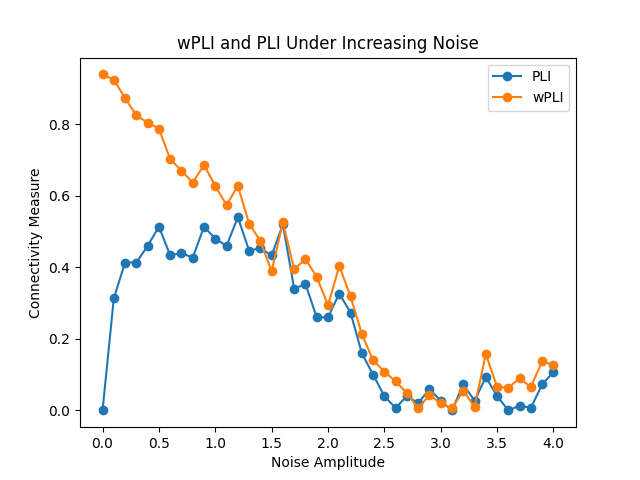 wPLI and PLI Under Increasing Noise
PLI
wPLI
Connectivity Measure
0.8
0.6
0.4
0.2
0.0
0.0 0.5 1.0 1.5 2.0 2.5 3.0 3.5 4.0
Noise Amplitude